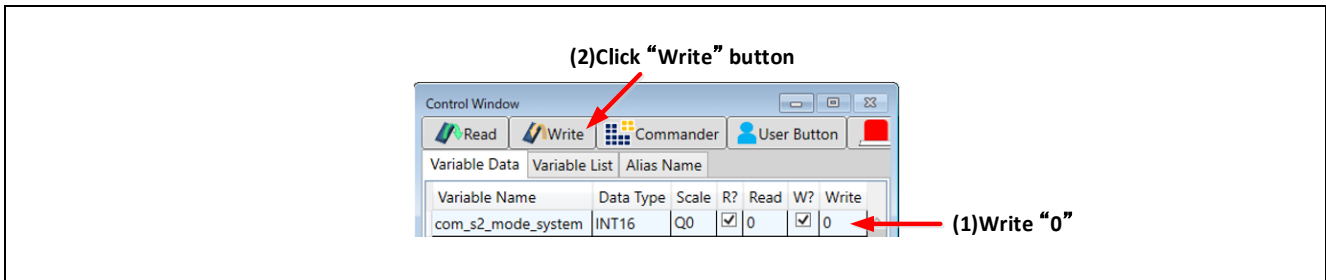 (2)Click “Write” button
Control Window
Read Write Commander User Button
Variable Data Variable List Alias Name
Variable Name Data Type Scale R? Read W? Write
com_s2_mode_system INT16 Q0 0 0
(1)Write “0”